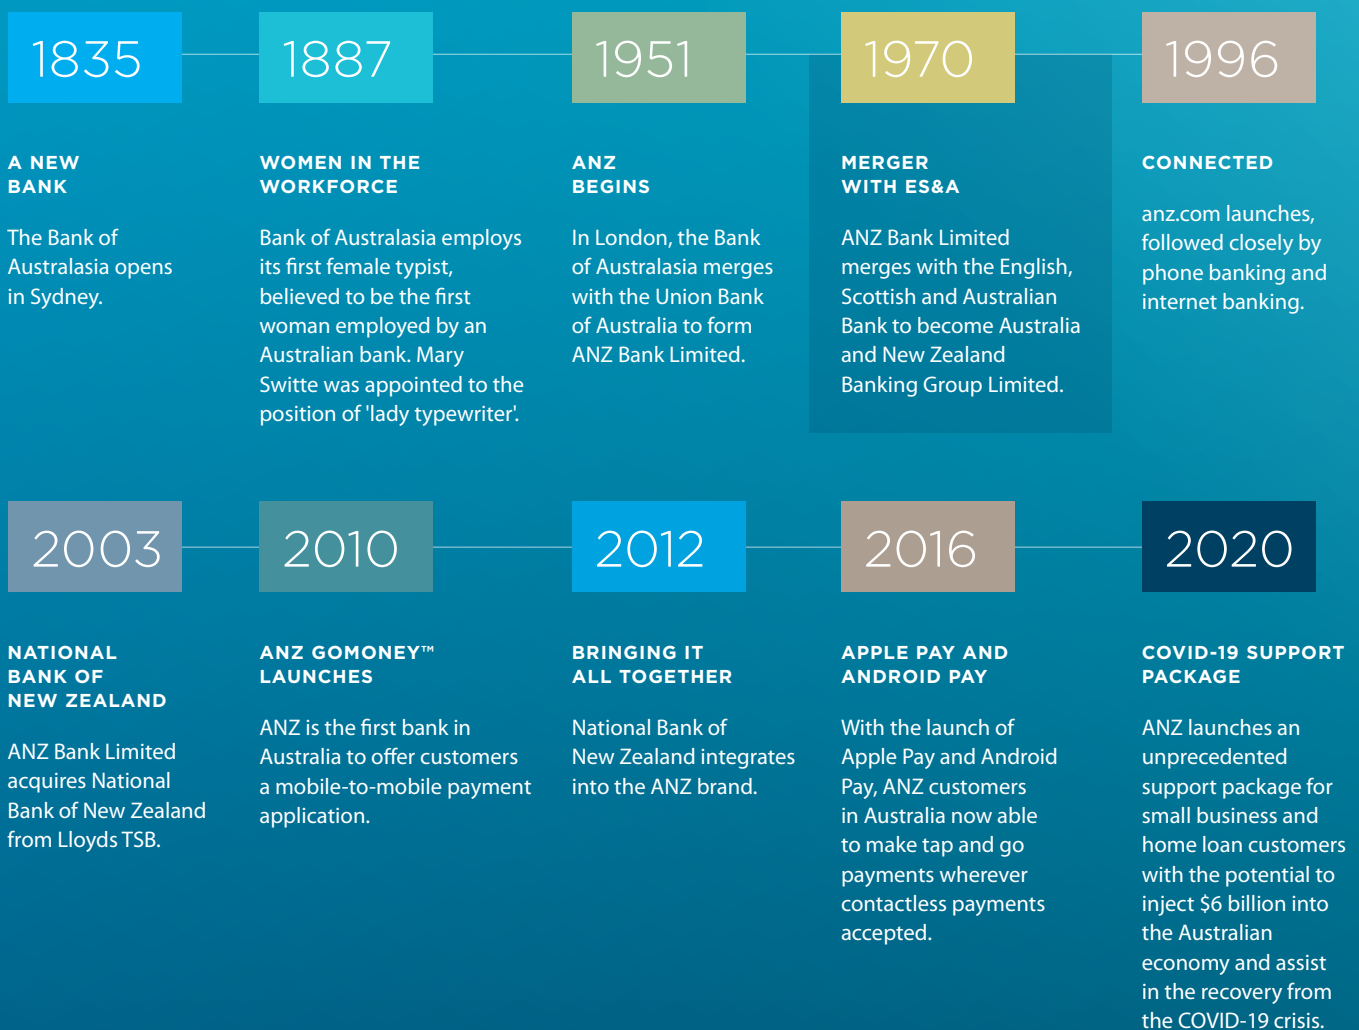 1835
A NEW
BANK
The Bank of
Australasia opens
in Sydney.
1887
WOMEN IN THE
WORKFORCE
Bank of Australasia employs
its first female typist,
believed to be the first
woman employed by an
Australian bank. Mary
Switte was appointed to the
position of 'lady typewriter'.
1951
ANZ
BEGINS
In London, the Bank
of Australasia merges
with the Union Bank
of Australia to form
ANZ Bank Limited.
1970
MERGER
WITH ES&A
ANZ Bank Limited
merges with the English,
Scottish and Australian
Bank to become Australia
and New Zealand
Banking Group Limited.
1996
CONNECTED
anz.com launches,
followed closely by
phone banking and
internet banking.
2003
NATIONAL
BANK OF
NEW ZEALAND
ANZ Bank Limited
acquires National
Bank of New Zealand
from Lloyds TSB.
2010
ANZ GOMONEY™
LAUNCHES
ANZ is the first bank in
Australia to offer customers
a mobile-to-mobile payment
application.
2012
BRINGING IT
ALL TOGETHER
National Bank of
New Zealand integrates
into the ANZ brand.
2016
APPLE PAY AND
ANDROID PAY
With the launch of
Apple Pay and Android
Pay, ANZ customers
in Australia now able
to make tap and go
payments wherever
contactless payments
accepted.
2020
COVID-19 SUPPORT
PACKAGE
ANZ launches an
unprecedented
support package for
small business and
home loan customers
with the potential to
inject $6 billion into
the Australian
economy and assist
in the recovery from
the COVID-19 crisis.